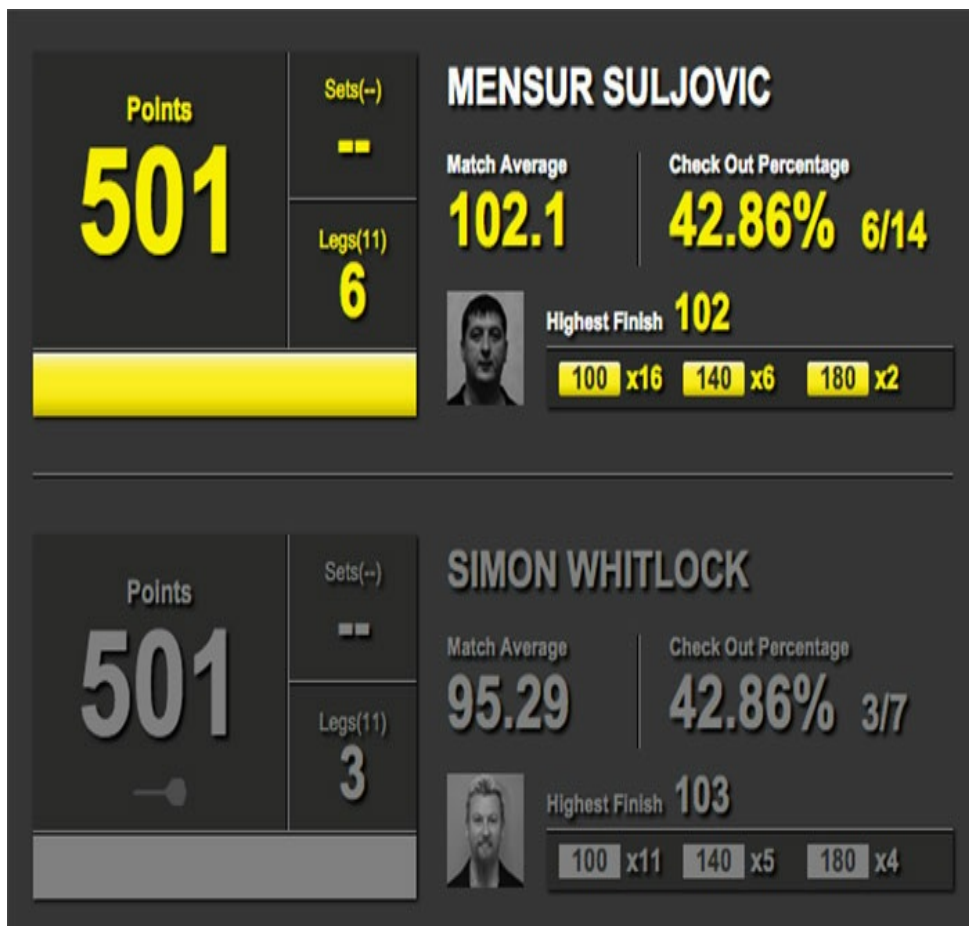 MENSUR SULJOVIC
Points
501
Sets(--)
--
Legs(11)
6
Match Average
102.1
Check Out Percentage
42.86% 6/14
Highest Finish 102
100 x16 140 x6 180 x2
SIMON WHITLOCK
Points
501
Sets(--)
--
Legs(11)
3
Match Average
95.29
Check Out Percentage
42.86% 3/7
Highest Finish 103
100 x11 140 x5 180 x4